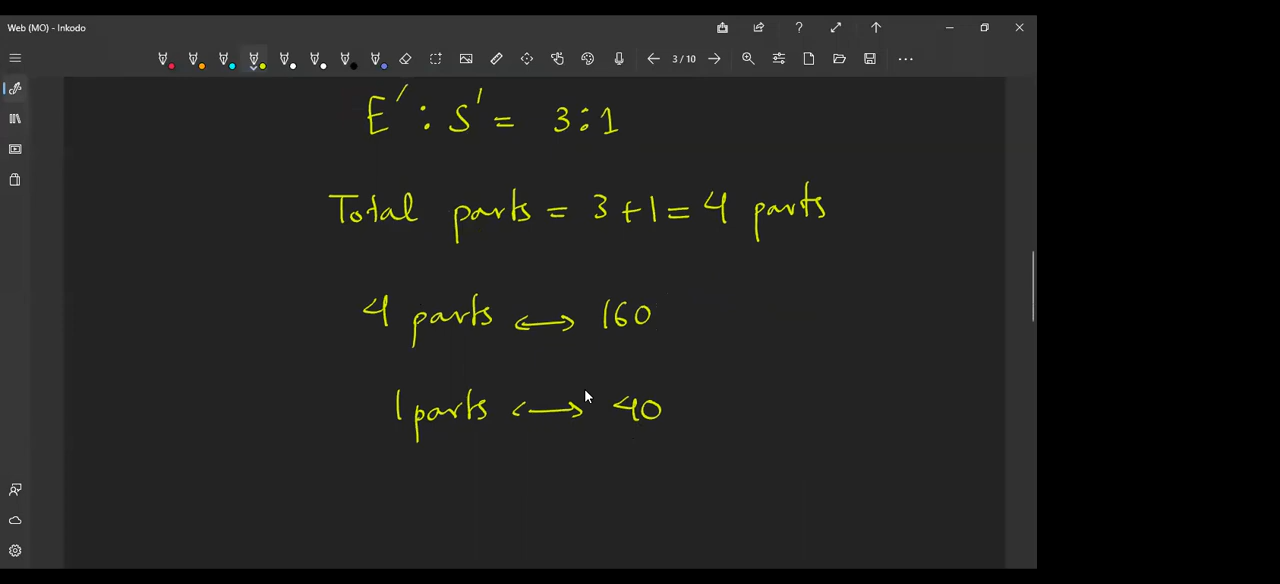 Web (MO) - Inkodo
3 / 10
E' : S' = 3:1
Total parts = 3 + 1 = 4 parts
4 parts ⟷ 160
1 parts ⟷ 40